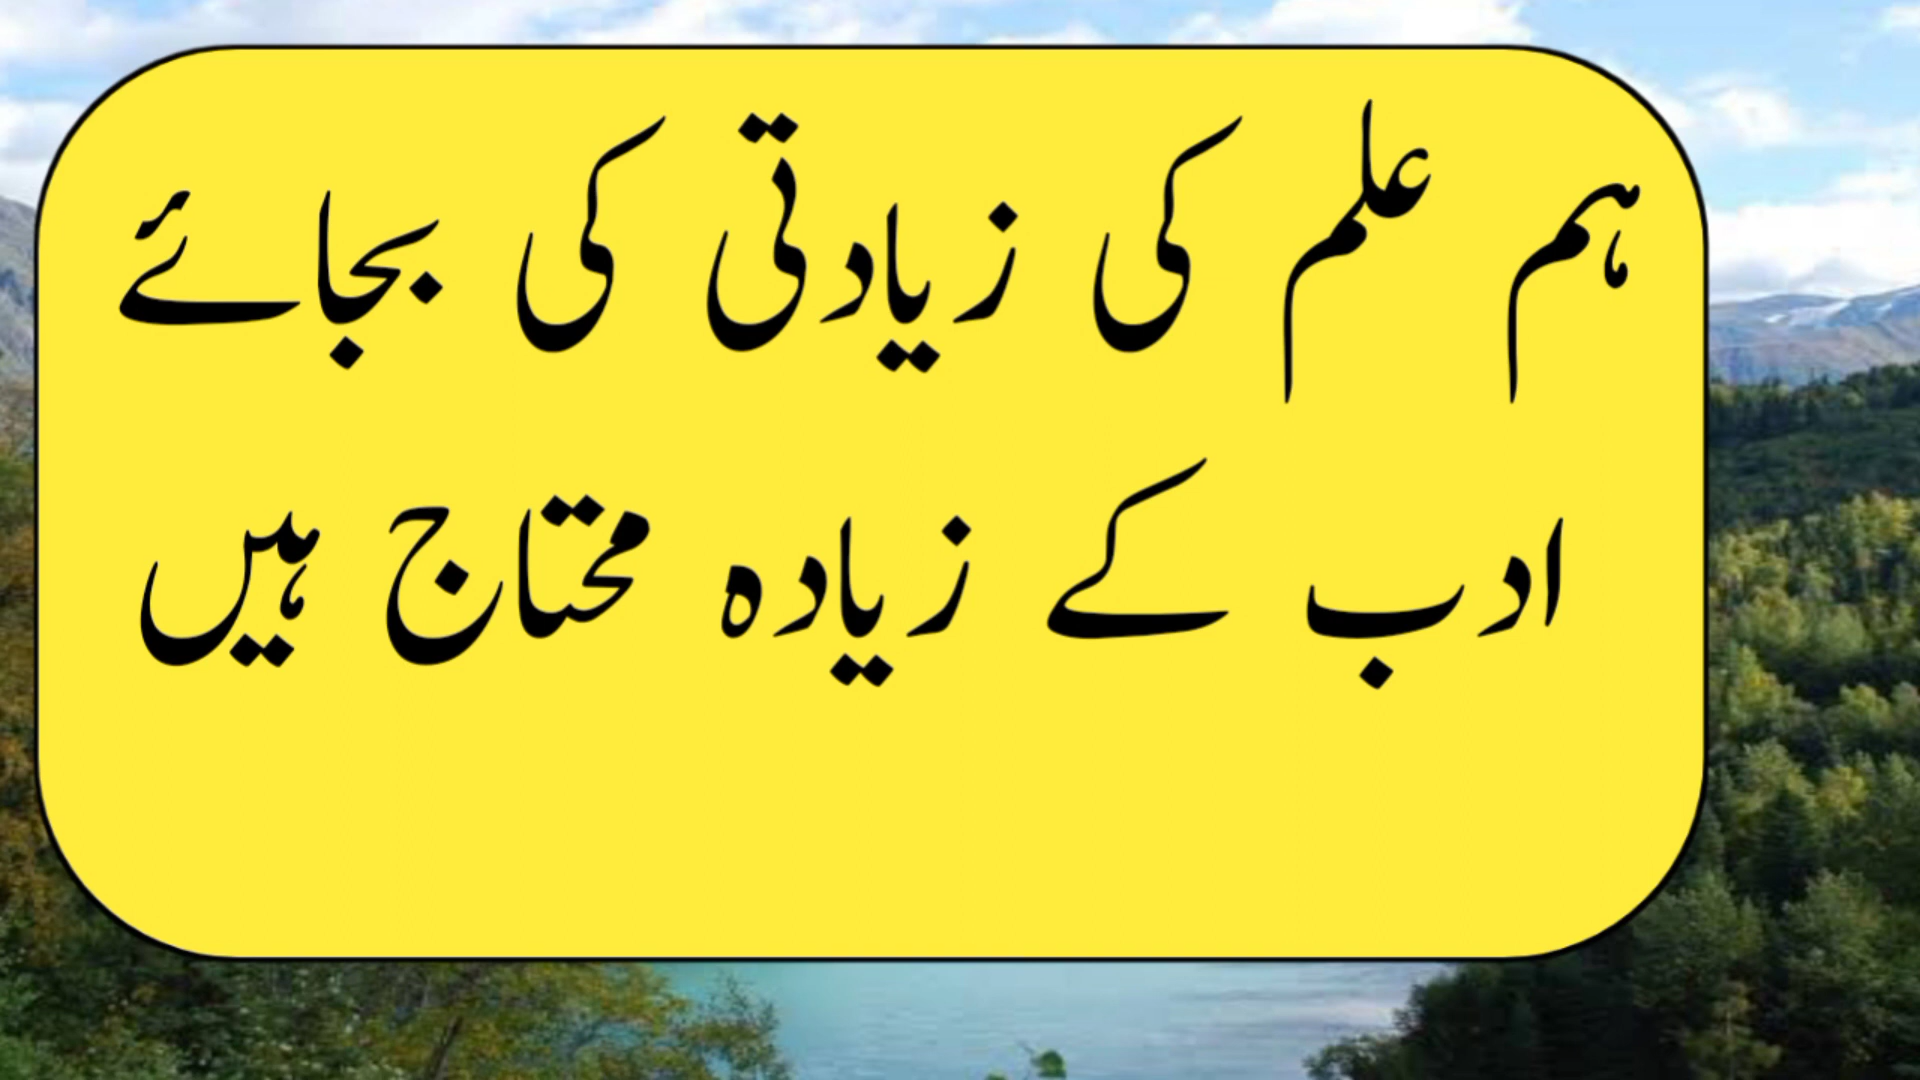 ہم علم کی زیادتی کی بجائے
ادب کے زیادہ محتاج ہیں